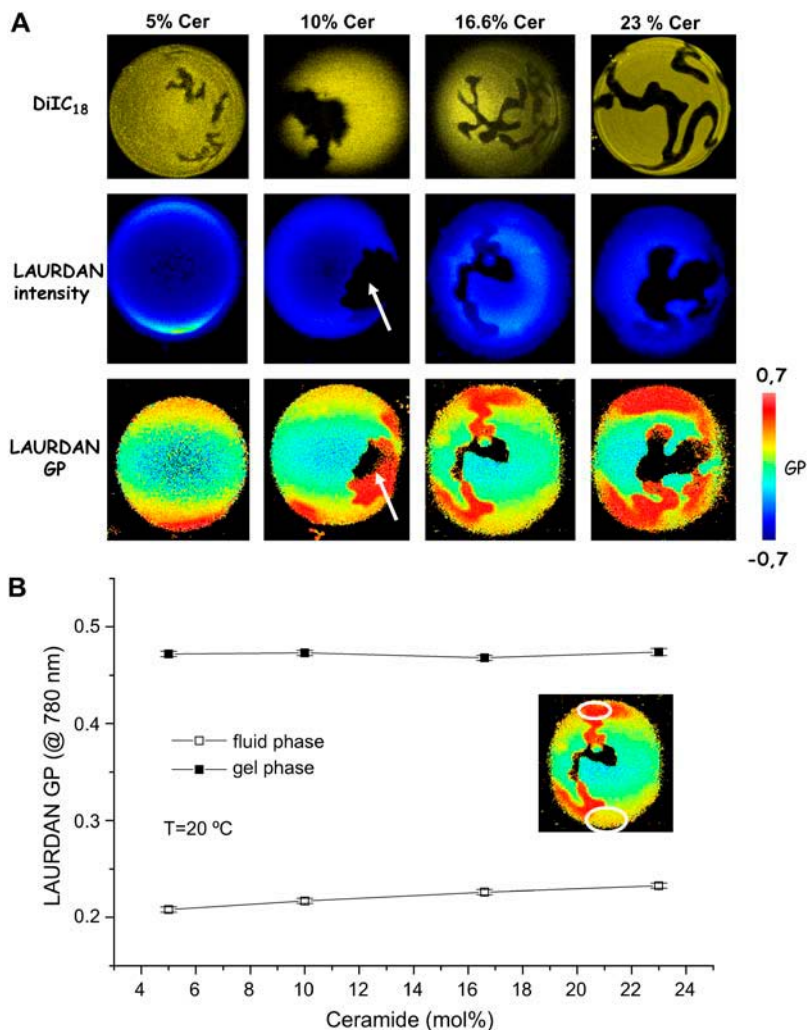 A
5% Cer
10% Cer
16.6% Cer
23 % Cer
DiIC18
LAURDAN
intensity
LAURDAN
GP
0,7
GP
-0,7
B
LAURDAN GP (@ 780 nm)
0.5
0.4
0.3
0.2
fluid phase
gel phase
T=20 ºC
4 6 8 10 12 14 16 18 20 22 24
Ceramide (mol%)